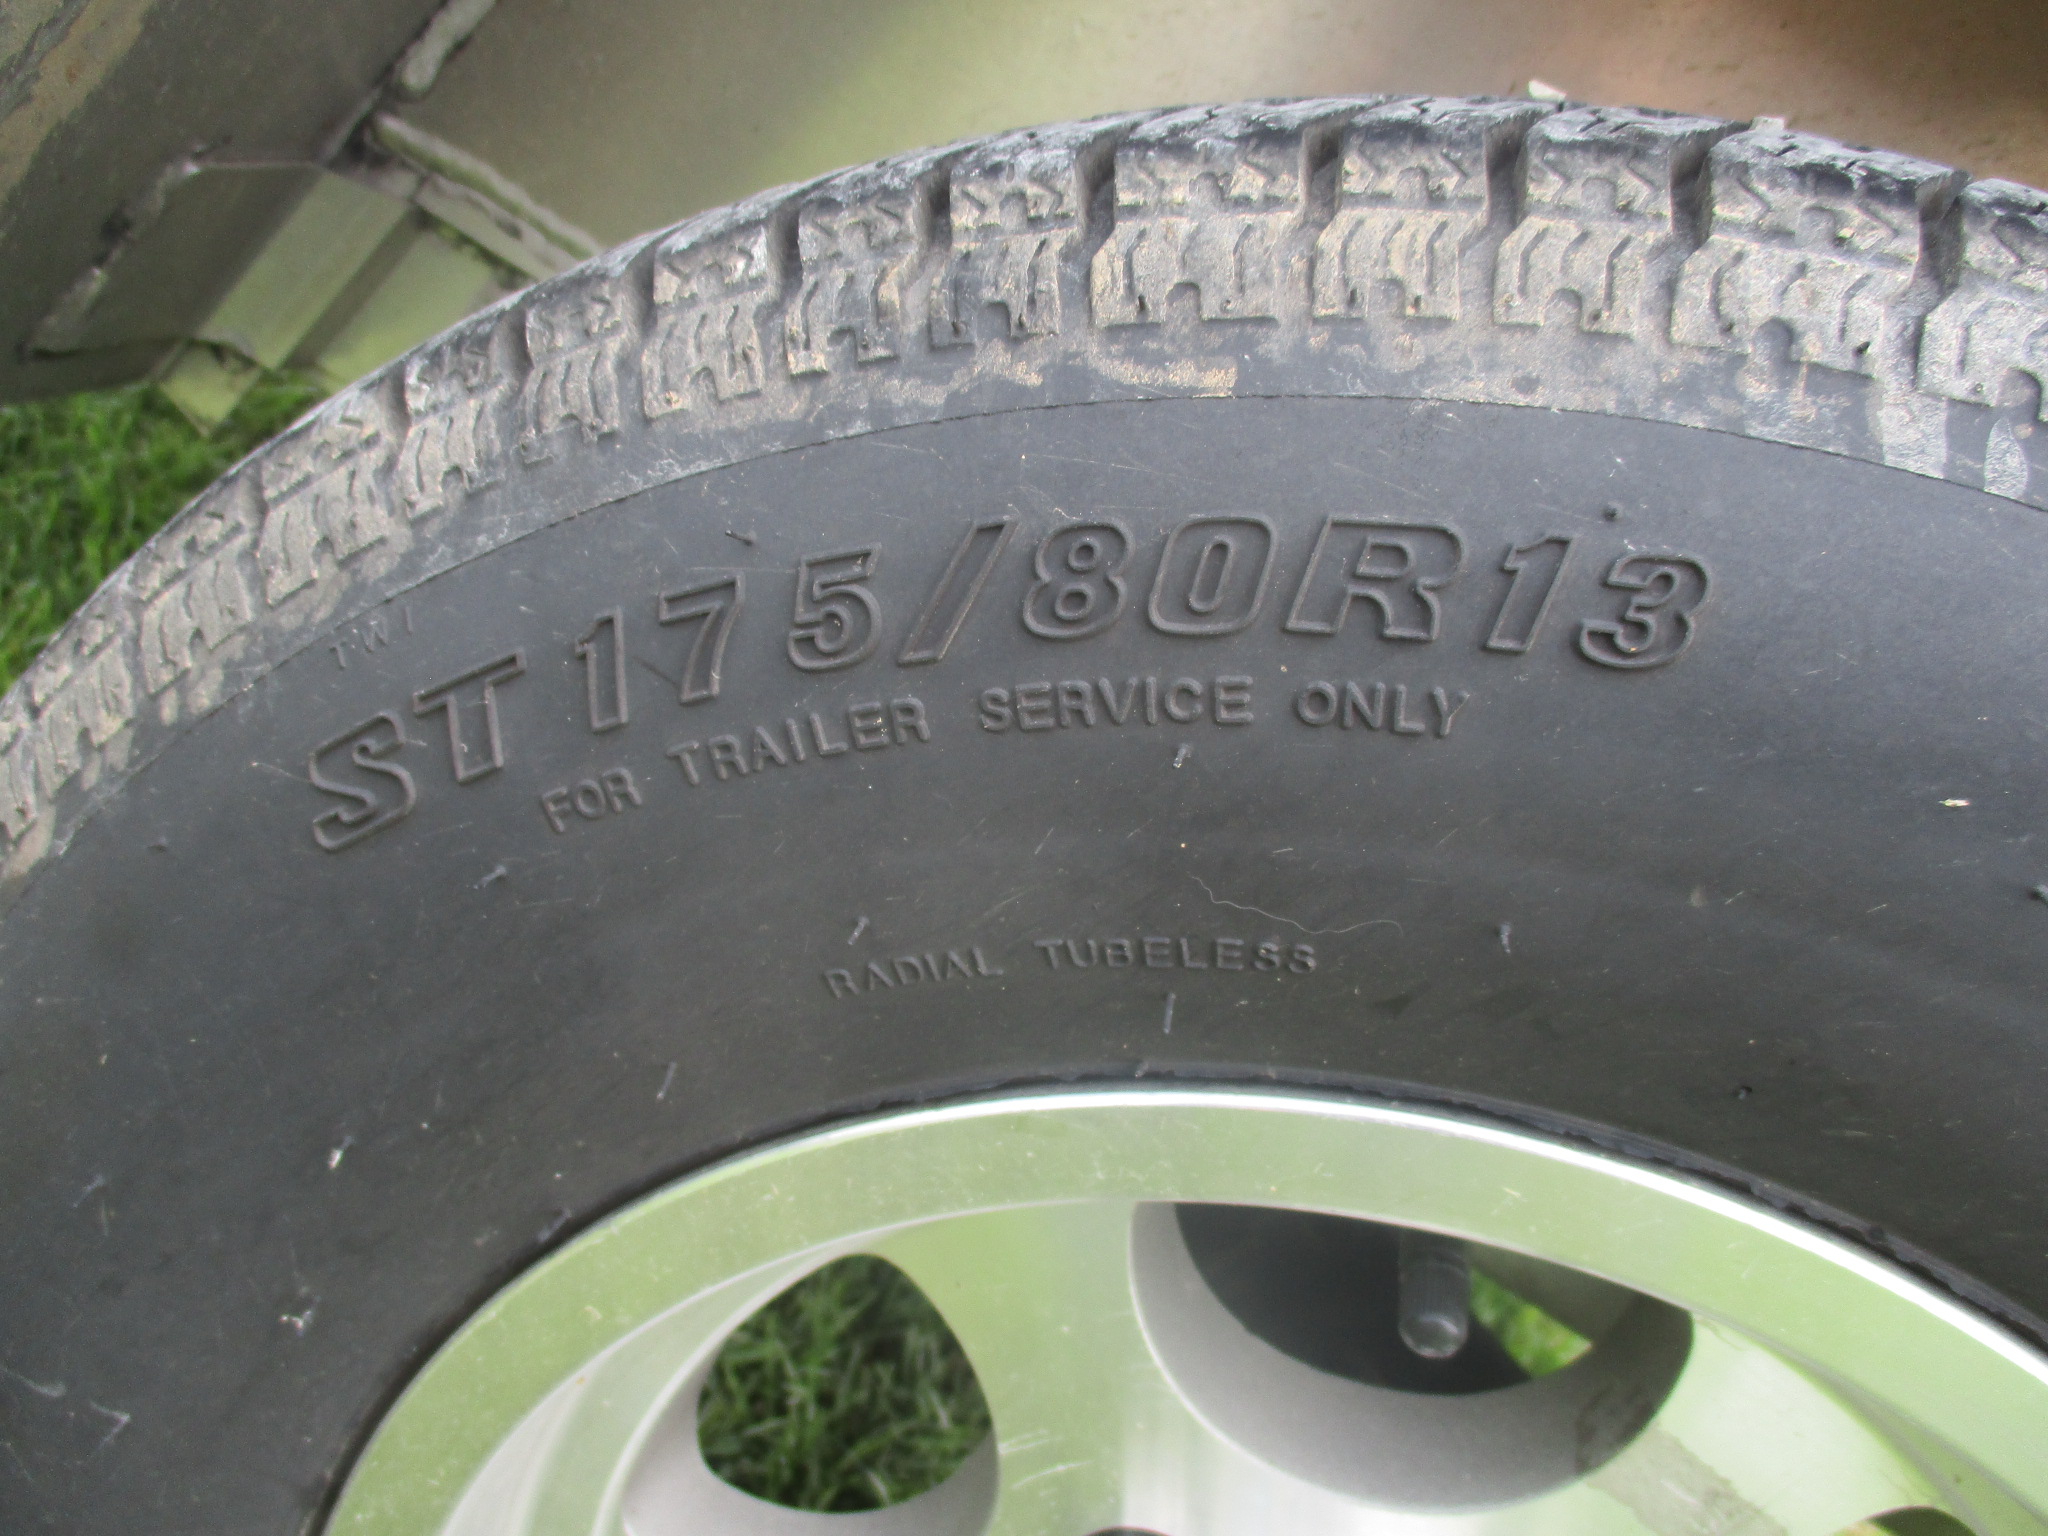 TWI
ST175/80R13
FOR TRAILER SERVICE ONLY
RADIAL TUBELESS